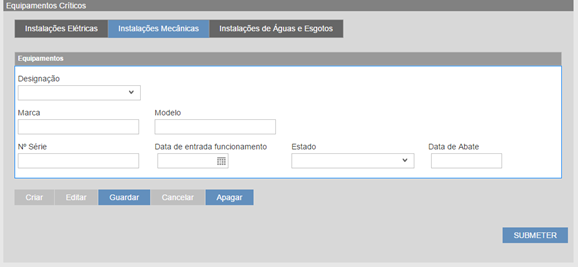 Equipamentos Críticos
Instalações Elétricas Instalações Mecânicas Instalações de Águas e Esgotos
Equipamentos
Designação
Marca Modelo
Nº Série Data de entrada funcionamento Estado Data de Abate
Criar Editar Guardar Cancelar Apagar
SUBMETER